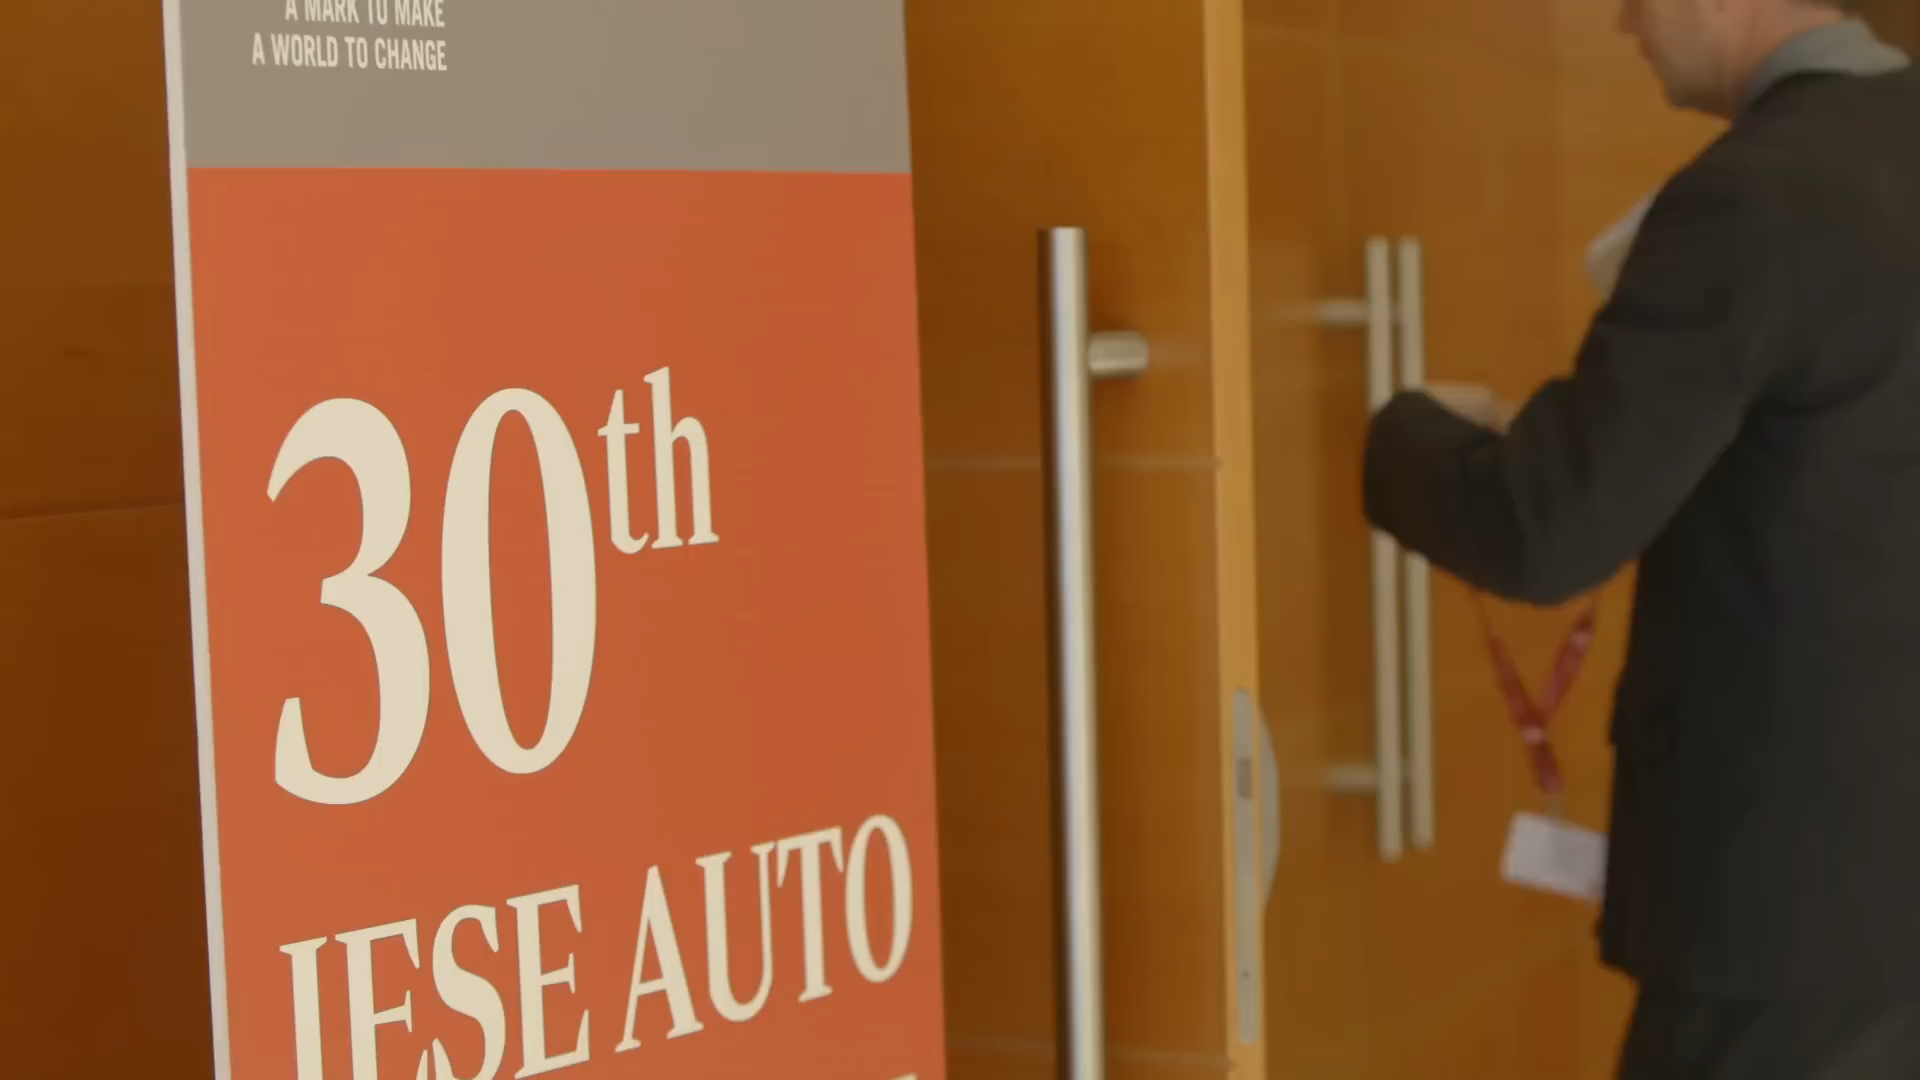 A MARK TO MAKE
A WORLD TO CHANGE
30th
IESE AUTO